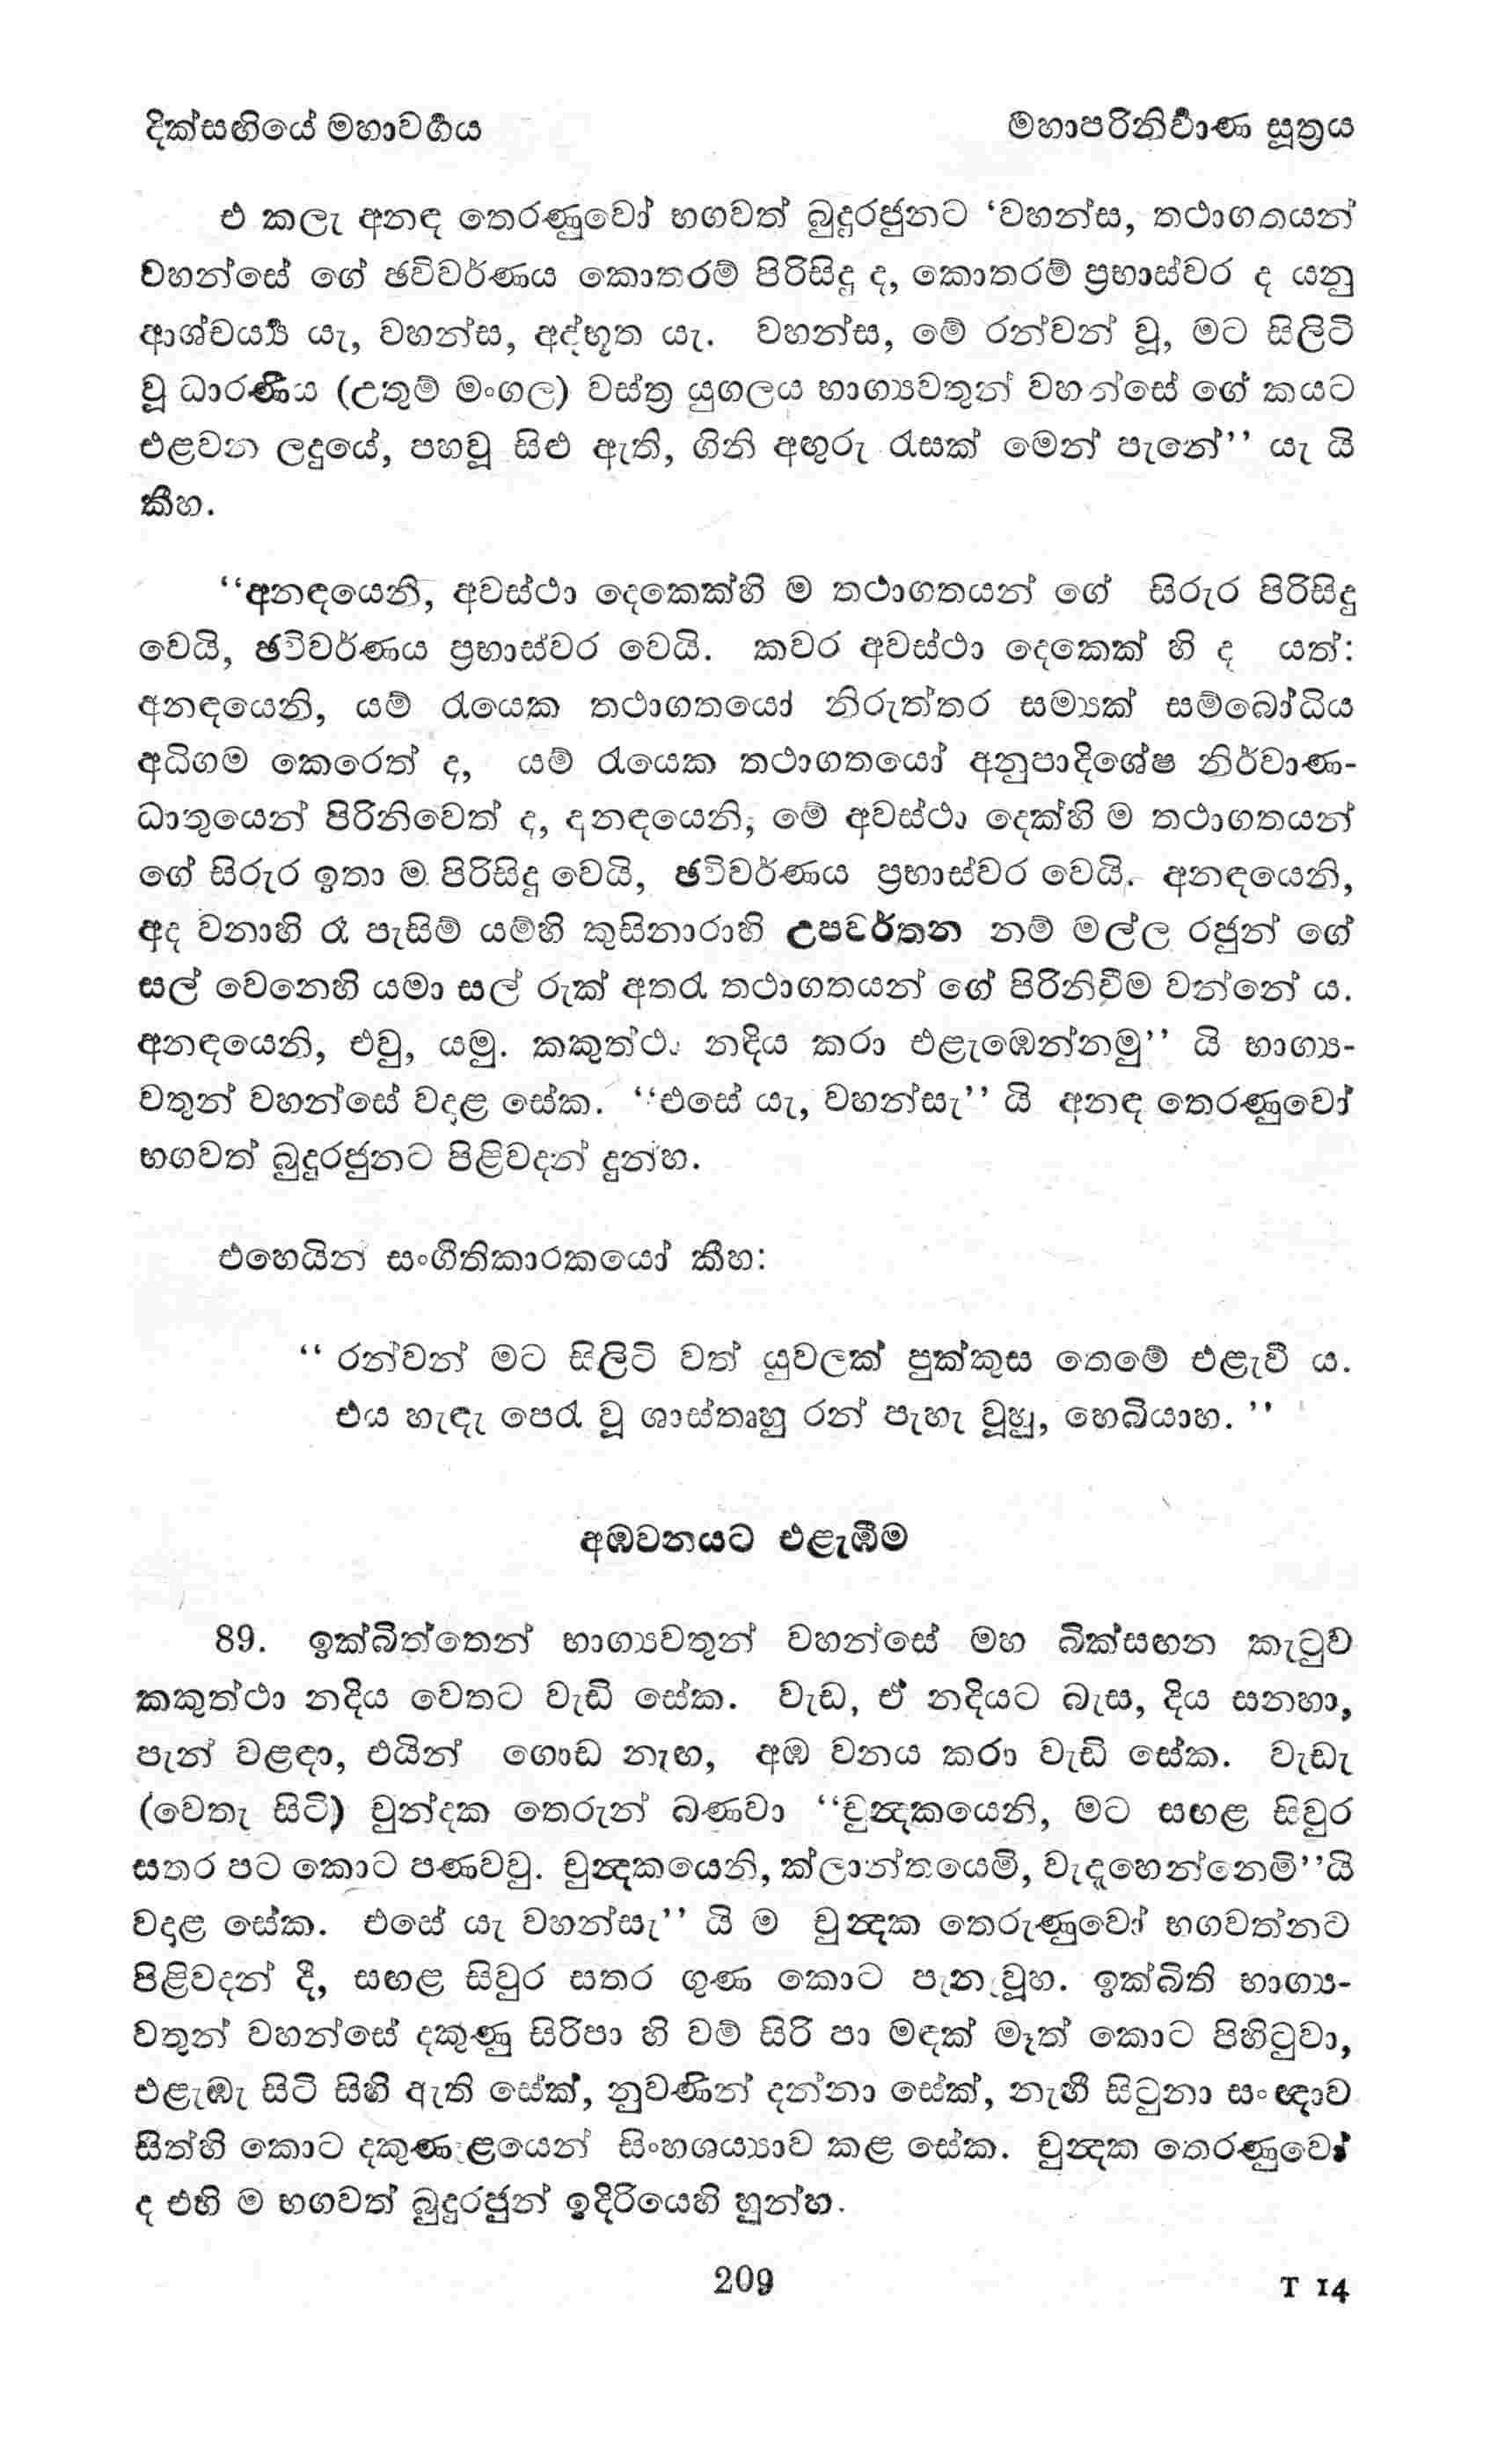 දික්සඟියේ මහාවර්‍ගය
මහාපරිනිර්‍වාණ සූත්‍රය
එ කලැ අනඳ තෙරණුවෝ භගවත් බුදුරජුනට ‘වහන්ස, තථාගතයන්
වහන්සේ ගේ ඡවිවර්ණය කොතරම් පිරිසිදු ද, කොතරම් ප්‍රභාස්වර ද යනු
ආශ්චර්‍ය්‍ය යැ, වහන්ස, අද්භූත යැ. වහන්ස, මේ රන්වන් වූ, මට සිලිටි
වූ ධාරණීය (උතුම් මංගල) වස්ත්‍ර යුගලය භාග්‍යවතුන් වහන්සේ ගේ කයට
එළවන ලදුයේ, පහවූ සිළු ඇති, ගිනි අඟුරු රැසක් මෙන් පැනේ’’ යැ යි
කීහ.
‘‘අනඳයෙනි, අවස්ථා දෙකෙක්හි ම තථාගතයන් ගේ සිරුර පිරිසිදු
වෙයි, ඡවිවර්ණය ප්‍රභාස්වර වෙයි. කවර අවස්ථා දෙකෙක් හි ද යත්:
අනඳයෙනි, යම් රැයෙක තථාගතයෝ නිරුත්තර සම්‍යක් සම්බෝධිය
අධිගම කෙරෙත් ද, යම් රැයෙක තථාගතයෝ අනුපාදිශේෂ නිර්වාණ-
ධාතුයෙන් පිරිනිවෙත් ද, අනඳයෙනි, මේ අවස්ථා දෙක්හි ම තථාගතයන්
ගේ සිරුර ඉතා ම පිරිසිදු වෙයි, ඡවිවර්ණය ප්‍රභාස්වර වෙයි. අනඳයෙනි,
අද වනාහි රෑ පැසිම් යම්හි කුසිනාරාහි උපවර්තන නම් මල්ල රජුන් ගේ
සල් වෙනෙහි යමා සල් රුක් අතරැ තථාගතයන් ගේ පිරිනිවීම වන්නේ ය.
අනඳයෙනි, එවු, යමු. කකුත්ථා නදිය කරා එළැඹෙන්නමු’’ යි භාග්‍ය-
වතුන් වහන්සේ වදාළ සේක. ‘‘එසේ යැ, වහන්සැ’’ යි අනඳ තෙරණුවෝ
භගවත් බුදුරජුනට පිළිවදන් දුන්හ.
එහෙයින් සංගීතිකාරකයෝ කීහ:
‘‘ රන්වන් මට සිලිටි වත් යුවලක් පුක්කුස තෙමේ එළැවී ය.
එය හැඳැ පෙරැ වූ ශාස්තෘහු රන් පැහැ වූහු, හෙබියාහ. ’’
අඹවනයට එළැඹීම
89. ඉක්බිත්තෙන් භාග්‍යවතුන් වහන්සේ මහ බික්සඟන කැටුව
කකුත්ථා නදිය වෙතට වැඩි සේක. වැඩ, ඒ නදියට බැස, දිය සනහා,
පැන් වළඳා, එයින් ගොඩ නැඟ, අඹ වනය කරා වැඩි සේක. වැඩැ
(වෙතැ සිටි) චුන්දක තෙරුන් බණවා ‘‘චුන්‍දකයෙනි, මට සඟළ සිවුර
සතර පට කොට පණවවු. චුන්‍දකයෙනි, ක්ලාන්තයෙමි, වැදෑහෙන්නෙමි’’යි
වදාළ සේක. එසේ යැ වහන්සැ’’ යි ම චුන්‍දක තෙරුණුවෝ භගවත්නට
පිළිවදන් දී, සඟළ සිවුර සතර ගුණ කොට පැන වූහ. ඉක්බිති භාග්‍ය-
වතුන් වහන්සේ දකුණු සිරිපා හි වම් සිරි පා මඳක් මෑත් කොට පිහිටුවා,
එළැඹැ සිටි සිහි ඇති සේක්, නුවණින් දන්නා සේක්, නැඟී සිටුනා සංඥාව
සිත්හි කොට දකුණැළයෙන් සිංහශය්‍යාව කළ සේක. චුන්‍දක තෙරණුවෝ
ද එහි ම භගවත් බුදුරජුන් ඉදිරියෙහි හුන්හ.
209
T 14